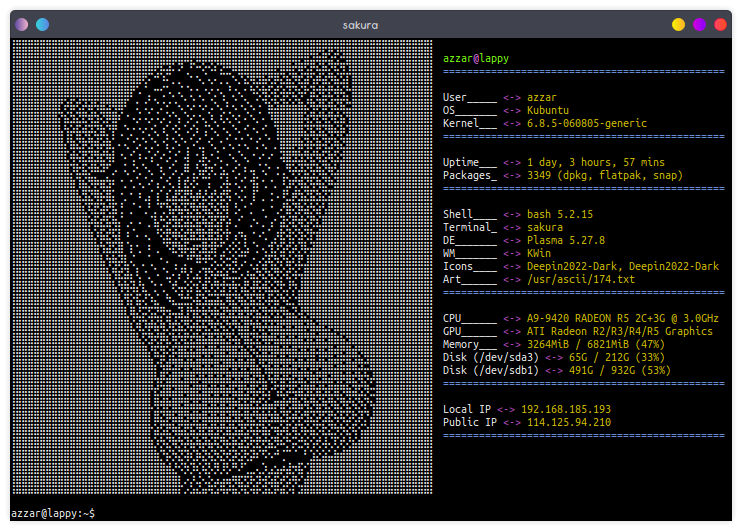 sakura
azzar@lappy
===============================================
User_____ <-> azzar
OS_______ <-> Kubuntu
Kernel___ <-> 6.8.5-060805-generic
===============================================
Uptime___ <-> 1 day, 3 hours, 57 mins
Packages_ <-> 3349 (dpkg, flatpak, snap)
===============================================
Shell____ <-> bash 5.2.15
Terminal_ <-> sakura
DE_______ <-> Plasma 5.27.8
WM_______ <-> KWin
Icons____ <-> Deepin2022-Dark, Deepin2022-Dark
Art______ <-> /usr/ascii/174.txt
===============================================
CPU______ <-> A9-9420 RADEON R5 2C+3G @ 3.0GHz
GPU______ <-> ATI Radeon R2/R3/R4/R5 Graphics
Memory___ <-> 3264MiB / 6821MiB (47%)
Disk (/dev/sda3) <-> 65G / 212G (33%)
Disk (/dev/sdb1) <-> 491G / 932G (53%)
===============================================
Local IP <-> 192.168.185.193
Public IP <-> 114.125.94.210
===============================================
azzar@lappy:~$